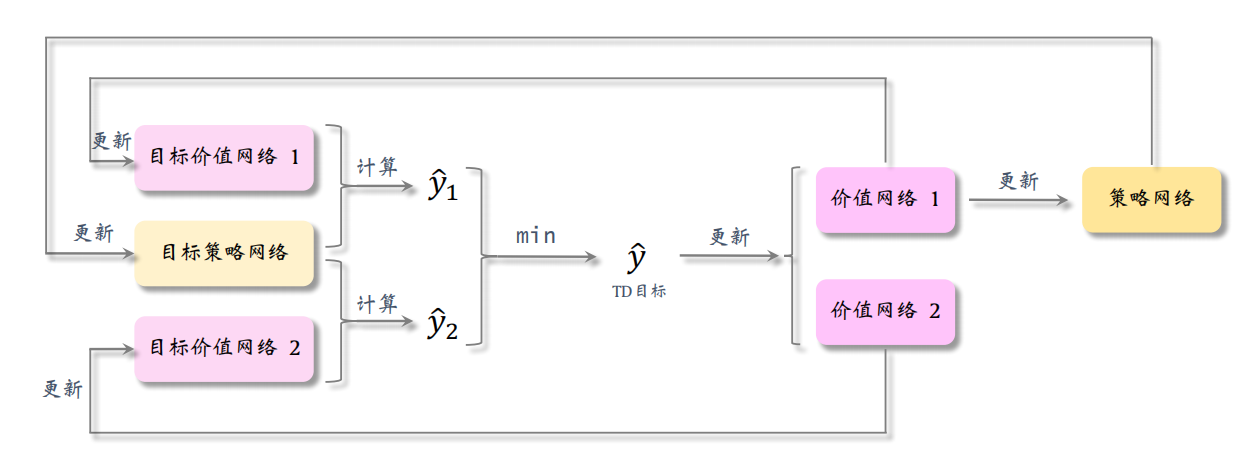 更新
目标价值网络 1
计算
ŷ₁
价值网络 1
更新
策略网络
更新
目标策略网络
min
ŷ
TD目标
更新
计算
ŷ₂
价值网络 2
目标价值网络 2
更新